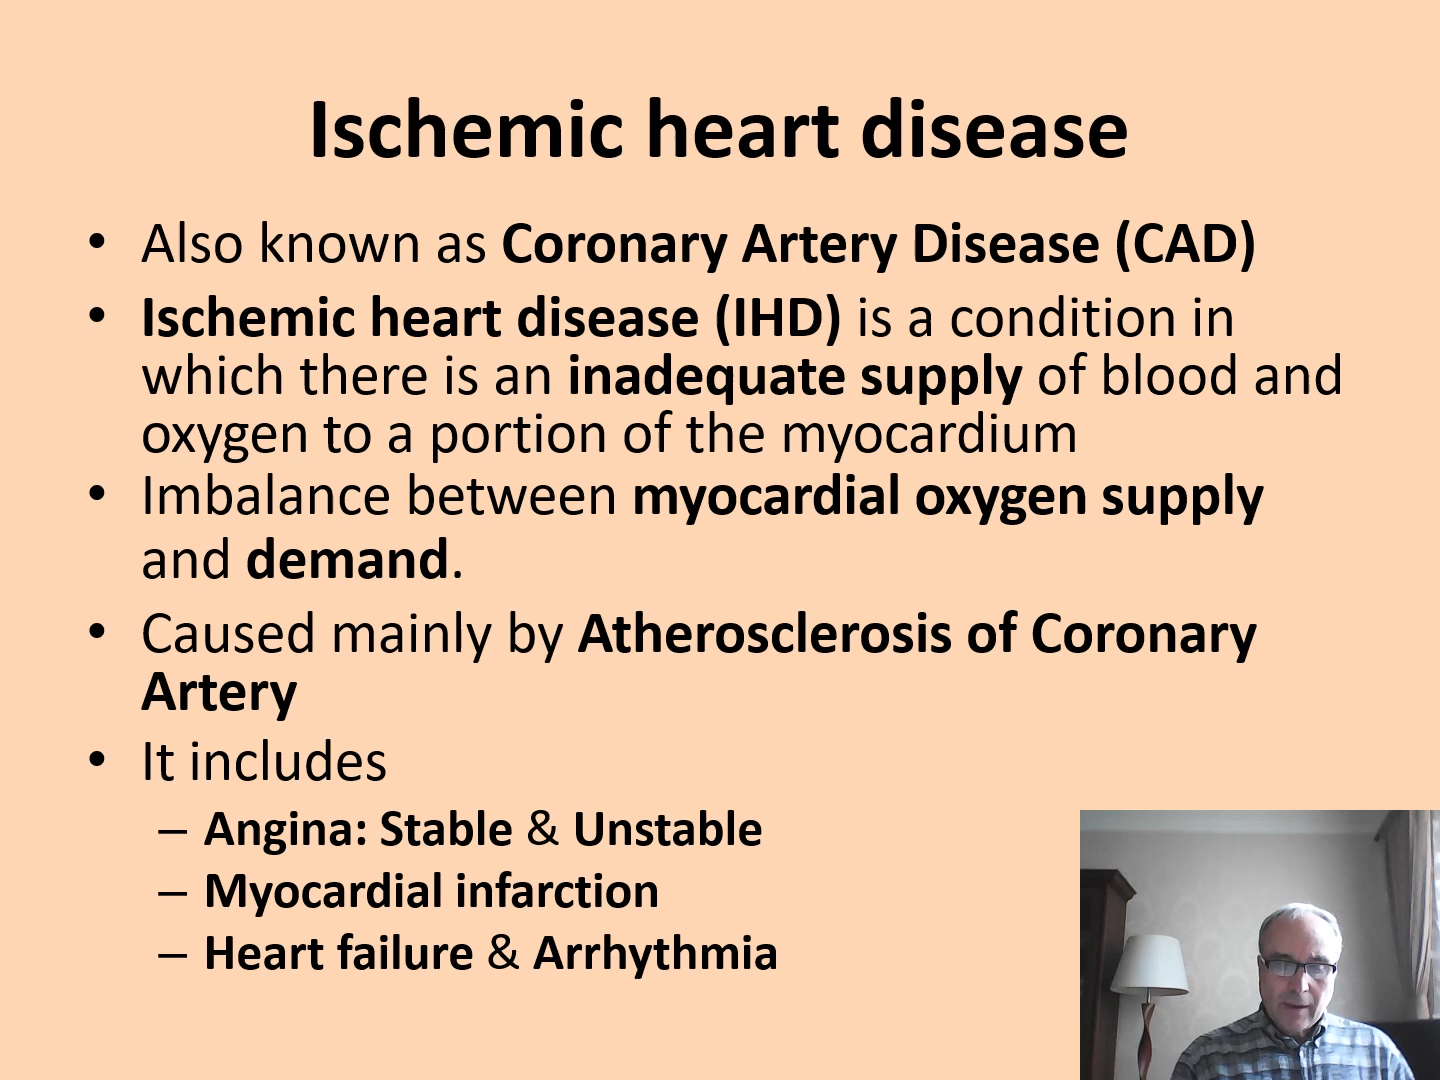 Ischemic heart disease
• Also known as Coronary Artery Disease (CAD)
• Ischemic heart disease (IHD) is a condition in
which there is an inadequate supply of blood and
oxygen to a portion of the myocardium
• Imbalance between myocardial oxygen supply
and demand.
• Caused mainly by Atherosclerosis of Coronary
Artery
• It includes
– Angina: Stable & Unstable
– Myocardial infarction
– Heart failure & Arrhythmia